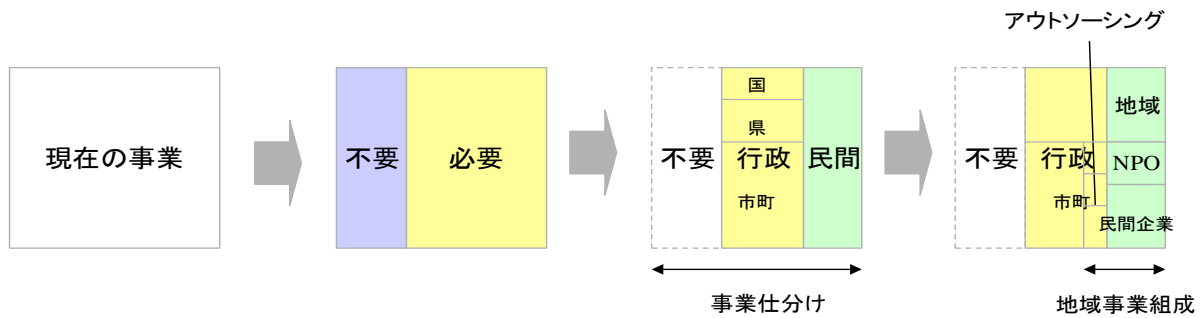 アウトソーシング
現在の事業
不要
必要
不要
国
県
行政
市町
民間
不要
行政
市町
地域
NPO
民間企業
事業仕分け
地域事業組成